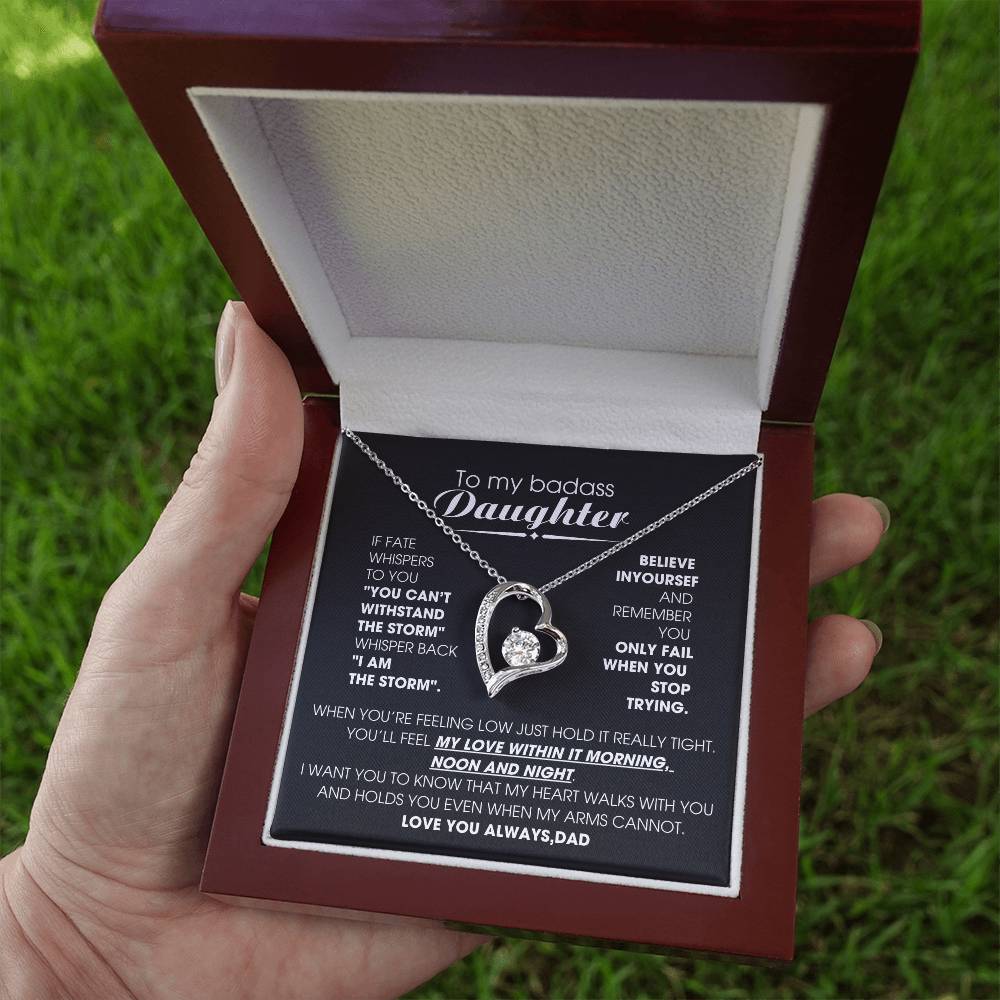 To my badass
Daughter
IF FATE
WHISPERS
TO YOU
"YOU CAN'T
WITHSTAND
THE STORM"
WHISPER BACK
"I AM
THE STORM".
BELIEVE
INYOURSEF
AND
REMEMBER
YOU
ONLY FAIL
WHEN YOU
STOP
TRYING.
WHEN YOU'RE FEELING LOW JUST HOLD IT REALLY TIGHT.
YOU'LL FEEL MY LOVE WITHIN IT MORNING,
NOON AND NIGHT
I WANT YOU TO KNOW THAT MY HEART WALKS WITH YOU
AND HOLDS YOU EVEN WHEN MY ARMS CANNOT.
LOVE YOU ALWAYS,DAD